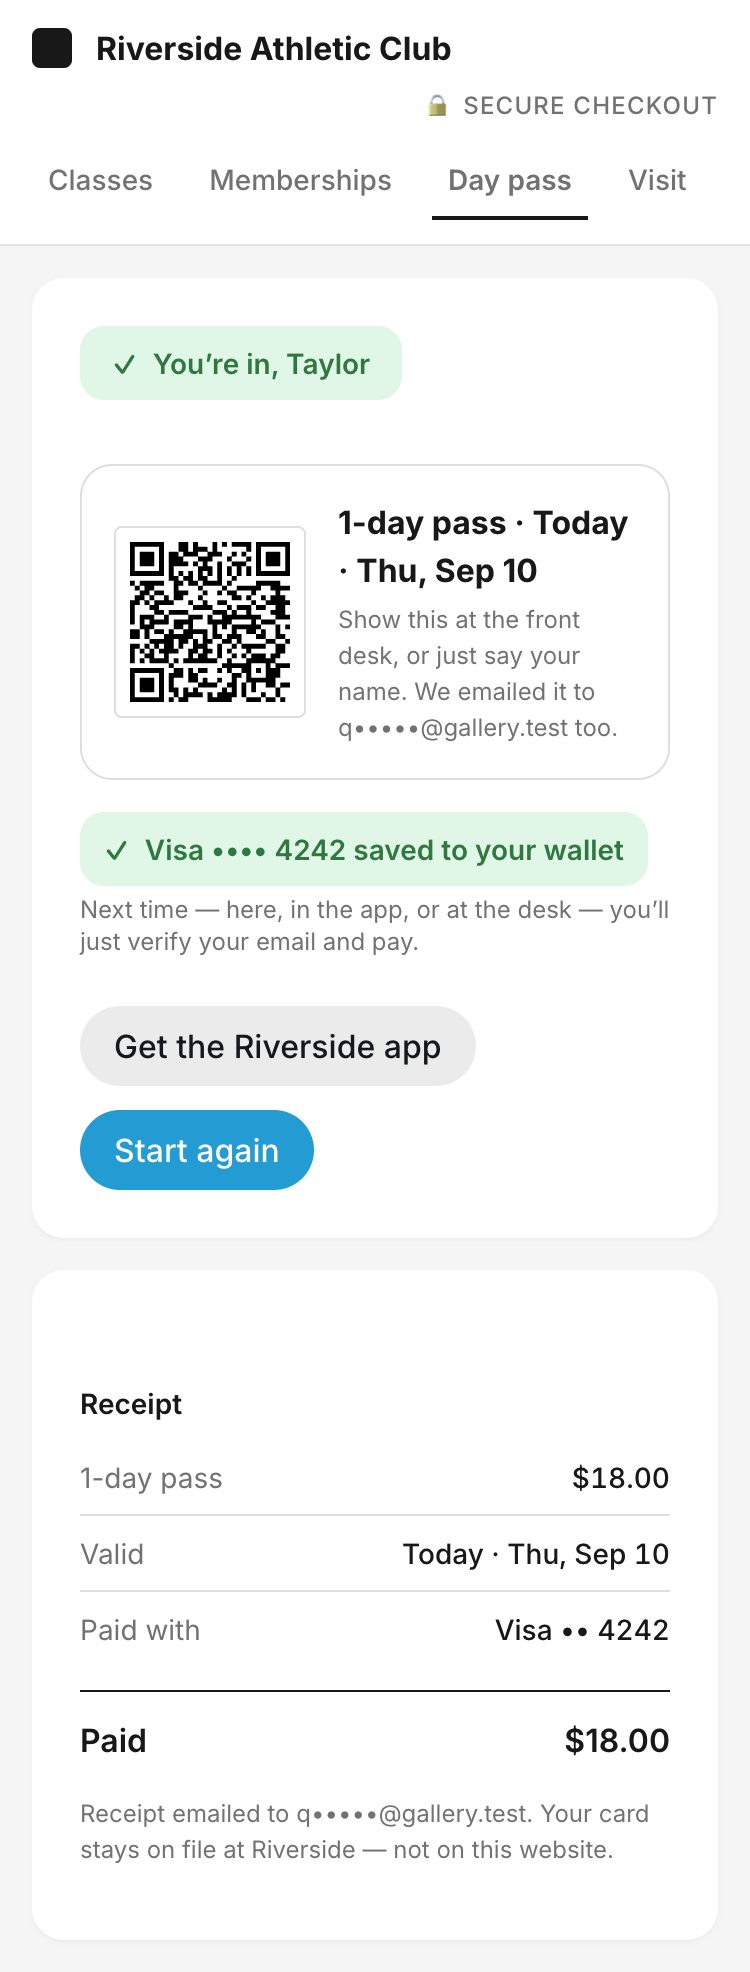 Riverside Athletic Club
🔒 SECURE CHECKOUT
Classes Memberships Day pass Visit
✓ You’re in, Taylor
1-day pass · Today
· Thu, Sep 10
Show this at the front
desk, or just say your
name. We emailed it to
q•••••@gallery.test too.
✓ Visa •••• 4242 saved to your wallet
Next time — here, in the app, or at the desk — you’ll
just verify your email and pay.
Get the Riverside app
Start again
Receipt
1-day pass $18.00
Valid Today · Thu, Sep 10
Paid with Visa •• 4242
Paid $18.00
Receipt emailed to q•••••@gallery.test. Your card
stays on file at Riverside — not on this website.